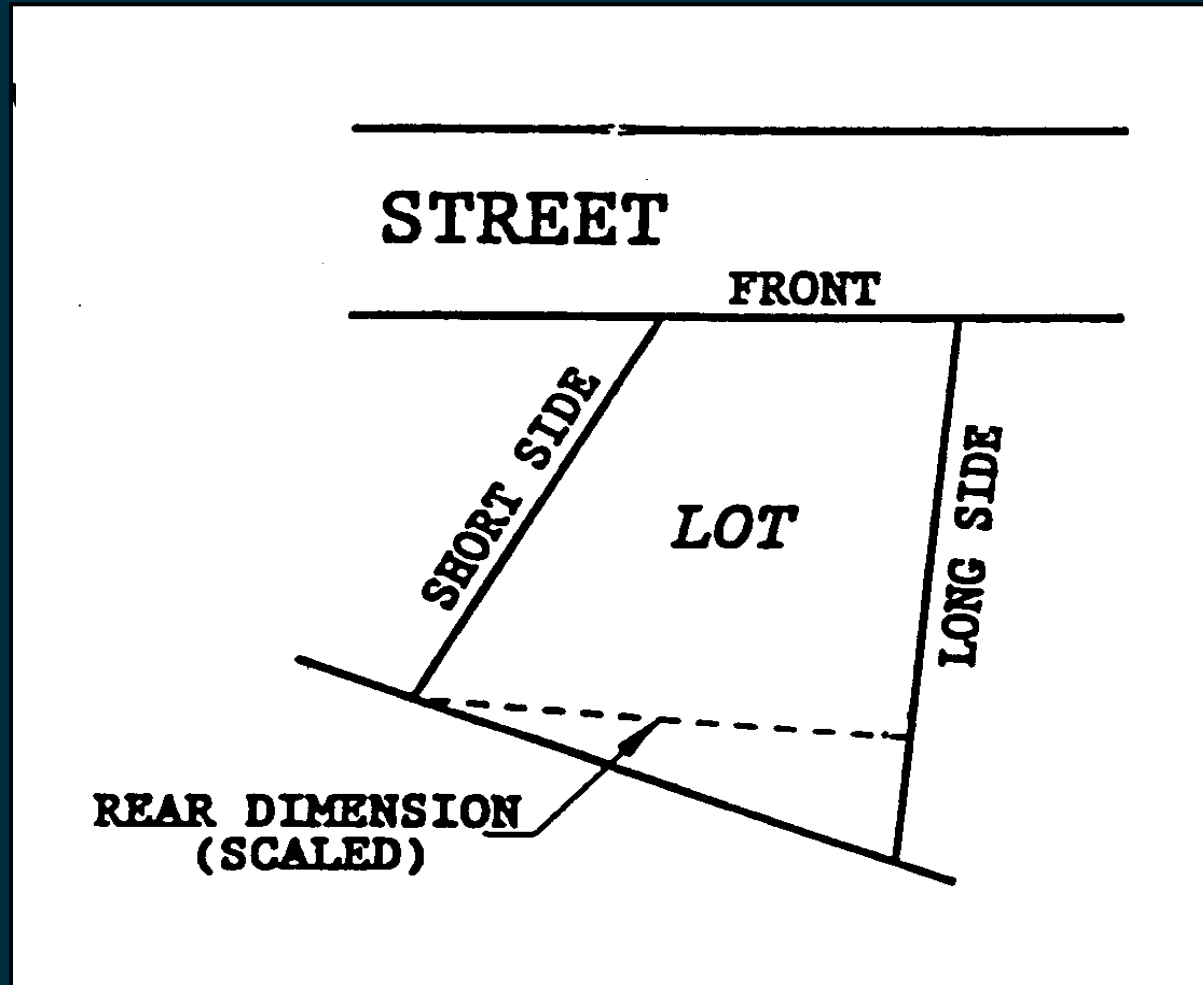 STREET
FRONT
SHORT SIDE
LOT
LONG SIDE
REAR DIMENSION
(SCALED)